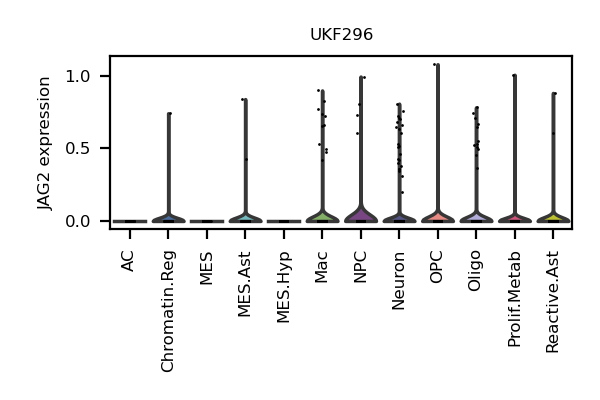 UKF296
JAG2 expression
1.0
0.5
0.0
AC
Chromatin.Reg
MES
MES.Ast
MES.Hyp
Mac
NPC
Neuron
OPC
Oligo
Prolif.Metab
Reactive.Ast